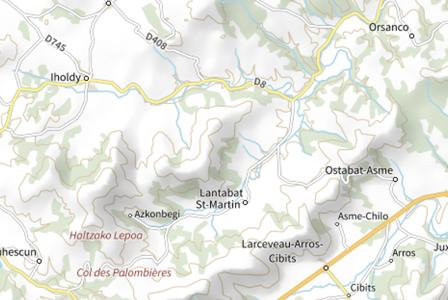 Orsanco
D745
D408
Iholdy
D8
Ostabat-Asme
Lantabat
St-Martin
Azkonbegi
Asme-Chilo
Haltzako Lepoa
Larceveau-Arros-
Cibits
Arros
Col des Palombières
Cibits